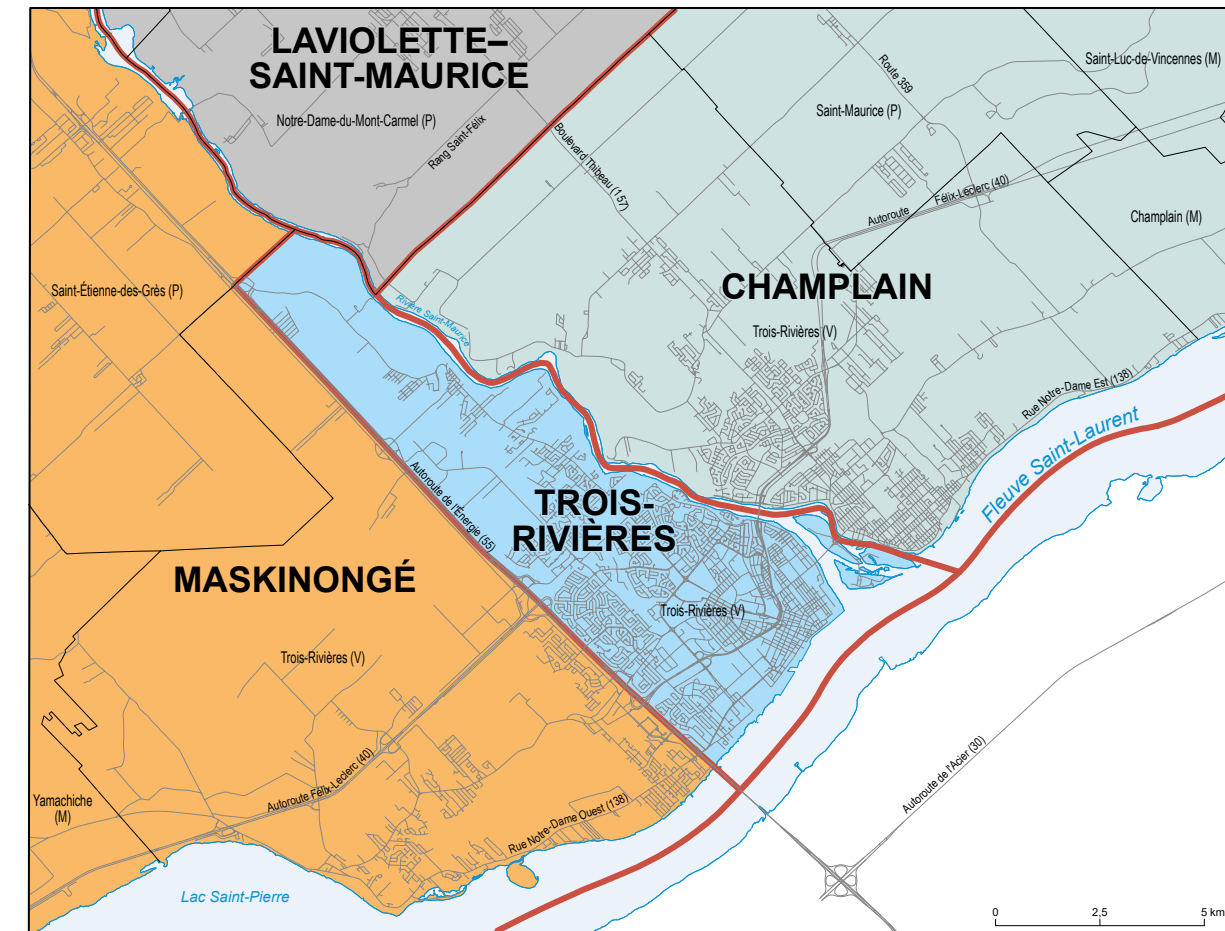 LAVIOLETTE–
SAINT-MAURICE
Notre-Dame-du-Mont-Carmel (P)
Rang Saint-Félix
Boulevard Thibeau (157)
Route 359
Saint-Luc-de-Vincennes (M)
Saint-Maurice (P)
Autoroute
Félix-Leclerc (40)
Champlain (M)
Saint-Étienne-des-Grès (P)
Rivière Saint-Maurice
CHAMPLAIN
Trois-Rivières (V)
Rue Notre-Dame Est (138)
Fleuve Saint-Laurent
Autoroute de l'Énergie (55)
TROIS-
RIVIÈRES
Trois-Rivières (V)
MASKINONGÉ
Trois-Rivières (V)
Autoroute Félix-Leclerc (40)
Yamachiche
(M)
Rue Notre-Dame Ouest (138)
Autoroute de l'Acier (30)
Lac Saint-Pierre
0 2,5 5 km